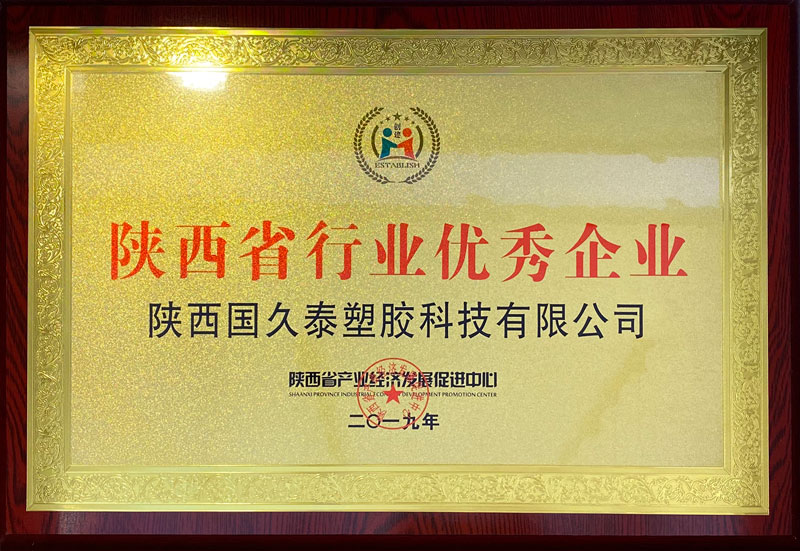 创建
ESTABLISH
陕西省行业优秀企业
陕西国久泰塑胶科技有限公司
陕西省产业经济发展促进中心
SHAANXI PROVINCE INDUSTRIAL DEVELOPMENT PROMOTION CENTER
二〇一九年